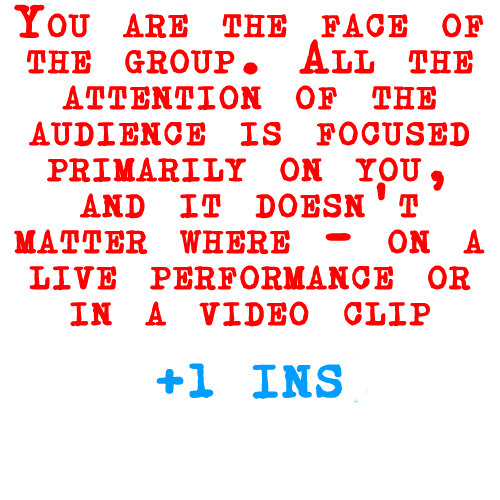 You are the face of
the group. All the
attention of the
audience is focused
primarily on you,
and it doesn't
matter where - on a
live performance or
in a video clip
+1 INS